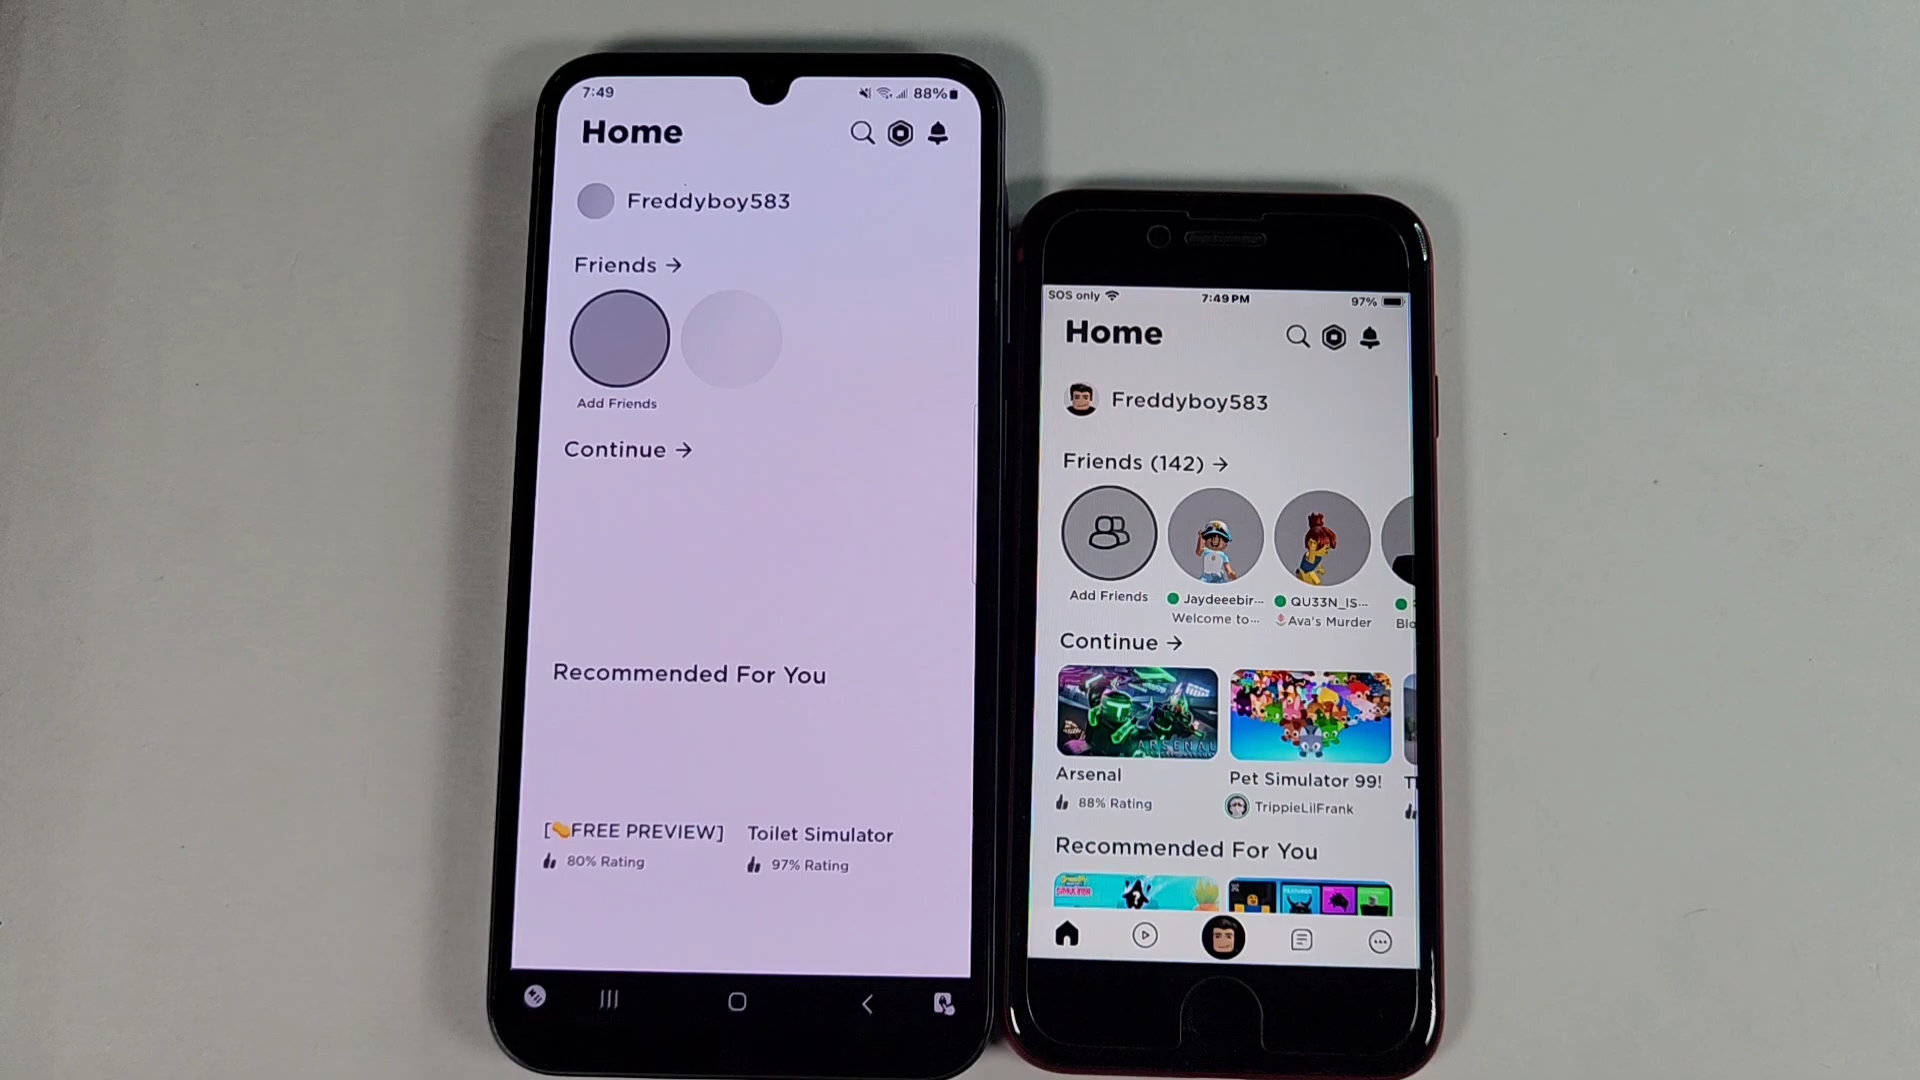 7:49
88%
Home
Freddyboy583
Friends →
Add Friends
Continue →
Recommended For You
[🪙FREE PREVIEW]
80% Rating
Toilet Simulator
97% Rating
SOS only
7:49 PM
97%
Home
Freddyboy583
Friends (142) →
Add Friends
Jaydeeebir...
Welcome to...
QU33N_IS...
Ava's Murder
Blo
Continue →
ARSENAL
Arsenal
88% Rating
Pet Simulator 99!
TrippieLilFrank
Recommended For You